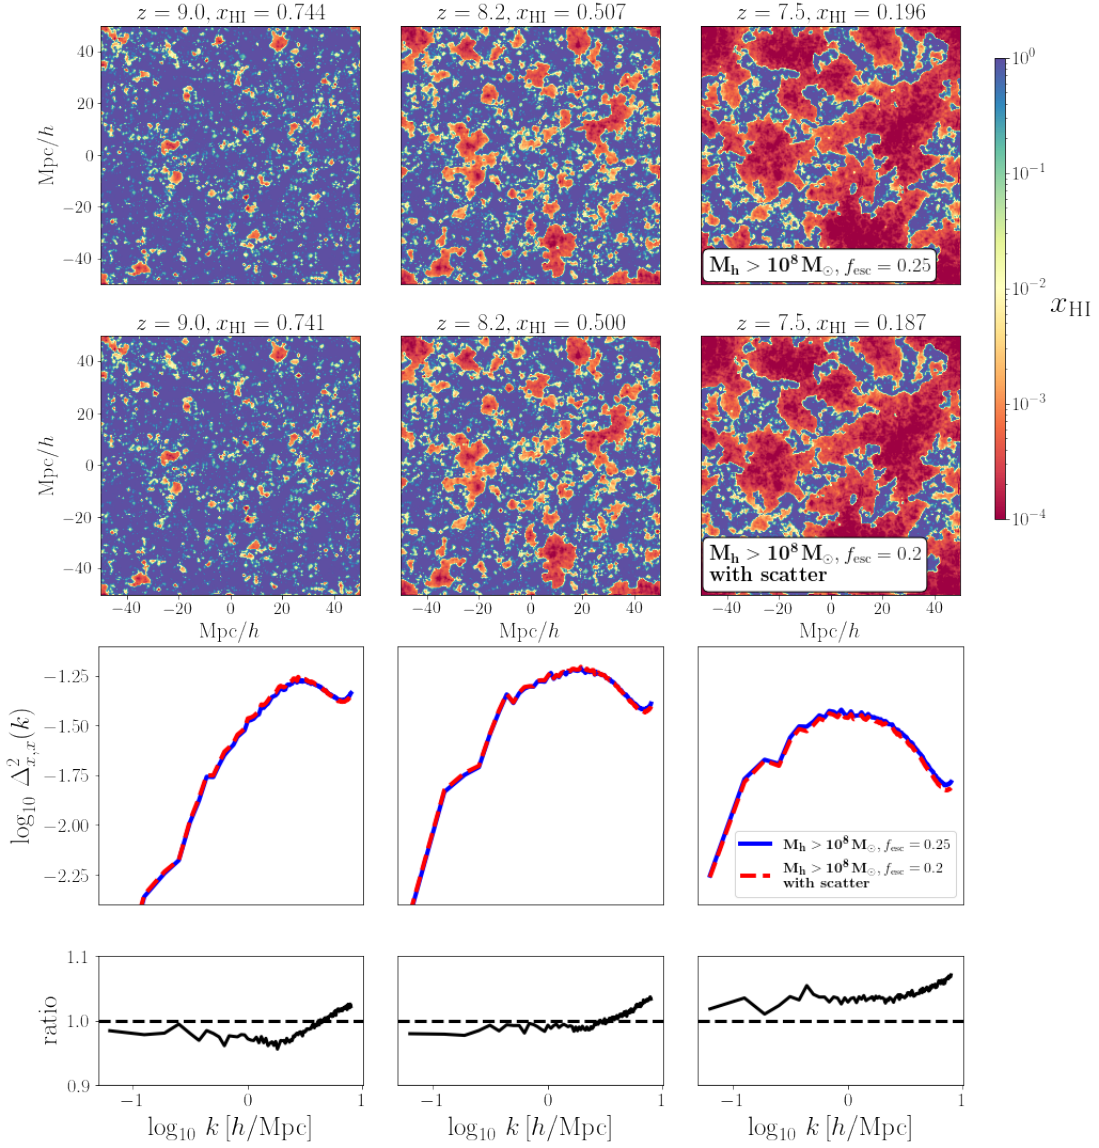 z = 9.0, x_HI = 0.744
z = 8.2, x_HI = 0.507
z = 7.5, x_HI = 0.196
Mpc/h
40
20
0
−20
−40
M_h > 10^8 M_⊙, f_esc = 0.25
10^0
10^−1
10^−2
10^−3
10^−4
x_HI
z = 9.0, x_HI = 0.741
z = 8.2, x_HI = 0.500
z = 7.5, x_HI = 0.187
Mpc/h
40
20
0
−20
−40
M_h > 10^8 M_⊙, f_esc = 0.2
with scatter
−40 −20 0 20 40
−40 −20 0 20 40
−40 −20 0 20 40
Mpc/h
Mpc/h
Mpc/h
log_10 Δ^2_x,x(k)
−1.25
−1.50
−1.75
−2.00
−2.25
M_h > 10^8 M_⊙, f_esc = 0.25
M_h > 10^8 M_⊙, f_esc = 0.2
with scatter
ratio
1.1
1.0
0.9
−1 0 1
−1 0 1
−1 0 1
log_10 k [h/Mpc]
log_10 k [h/Mpc]
log_10 k [h/Mpc]